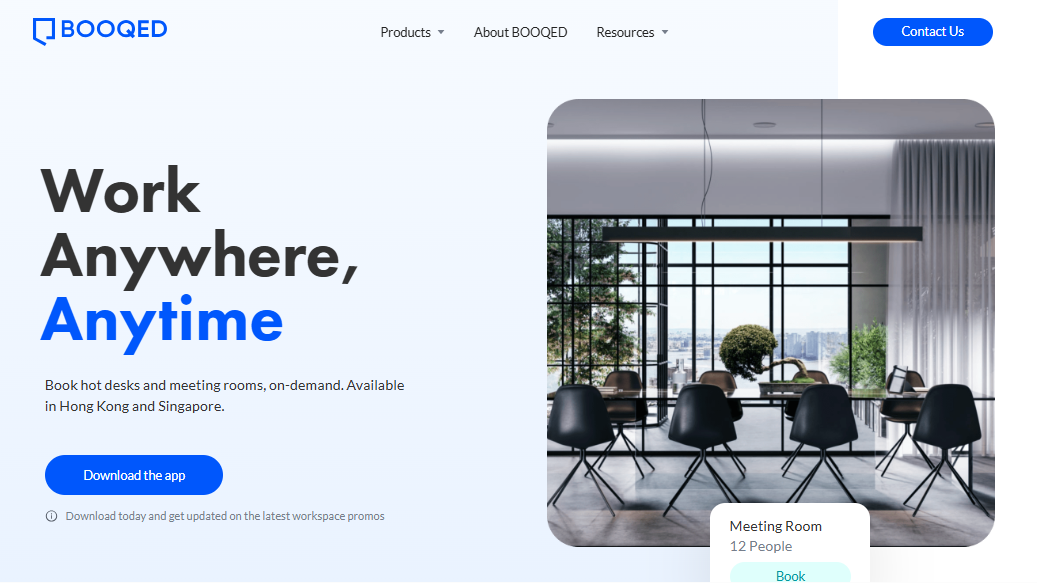 BOOQED
Products
About BOOQED
Resources
Contact Us
Work
Anywhere,
Anytime
Book hot desks and meeting rooms, on-demand. Available
in Hong Kong and Singapore.
Download the app
Download today and get updated on the latest workspace promos
Meeting Room
12 People
Book